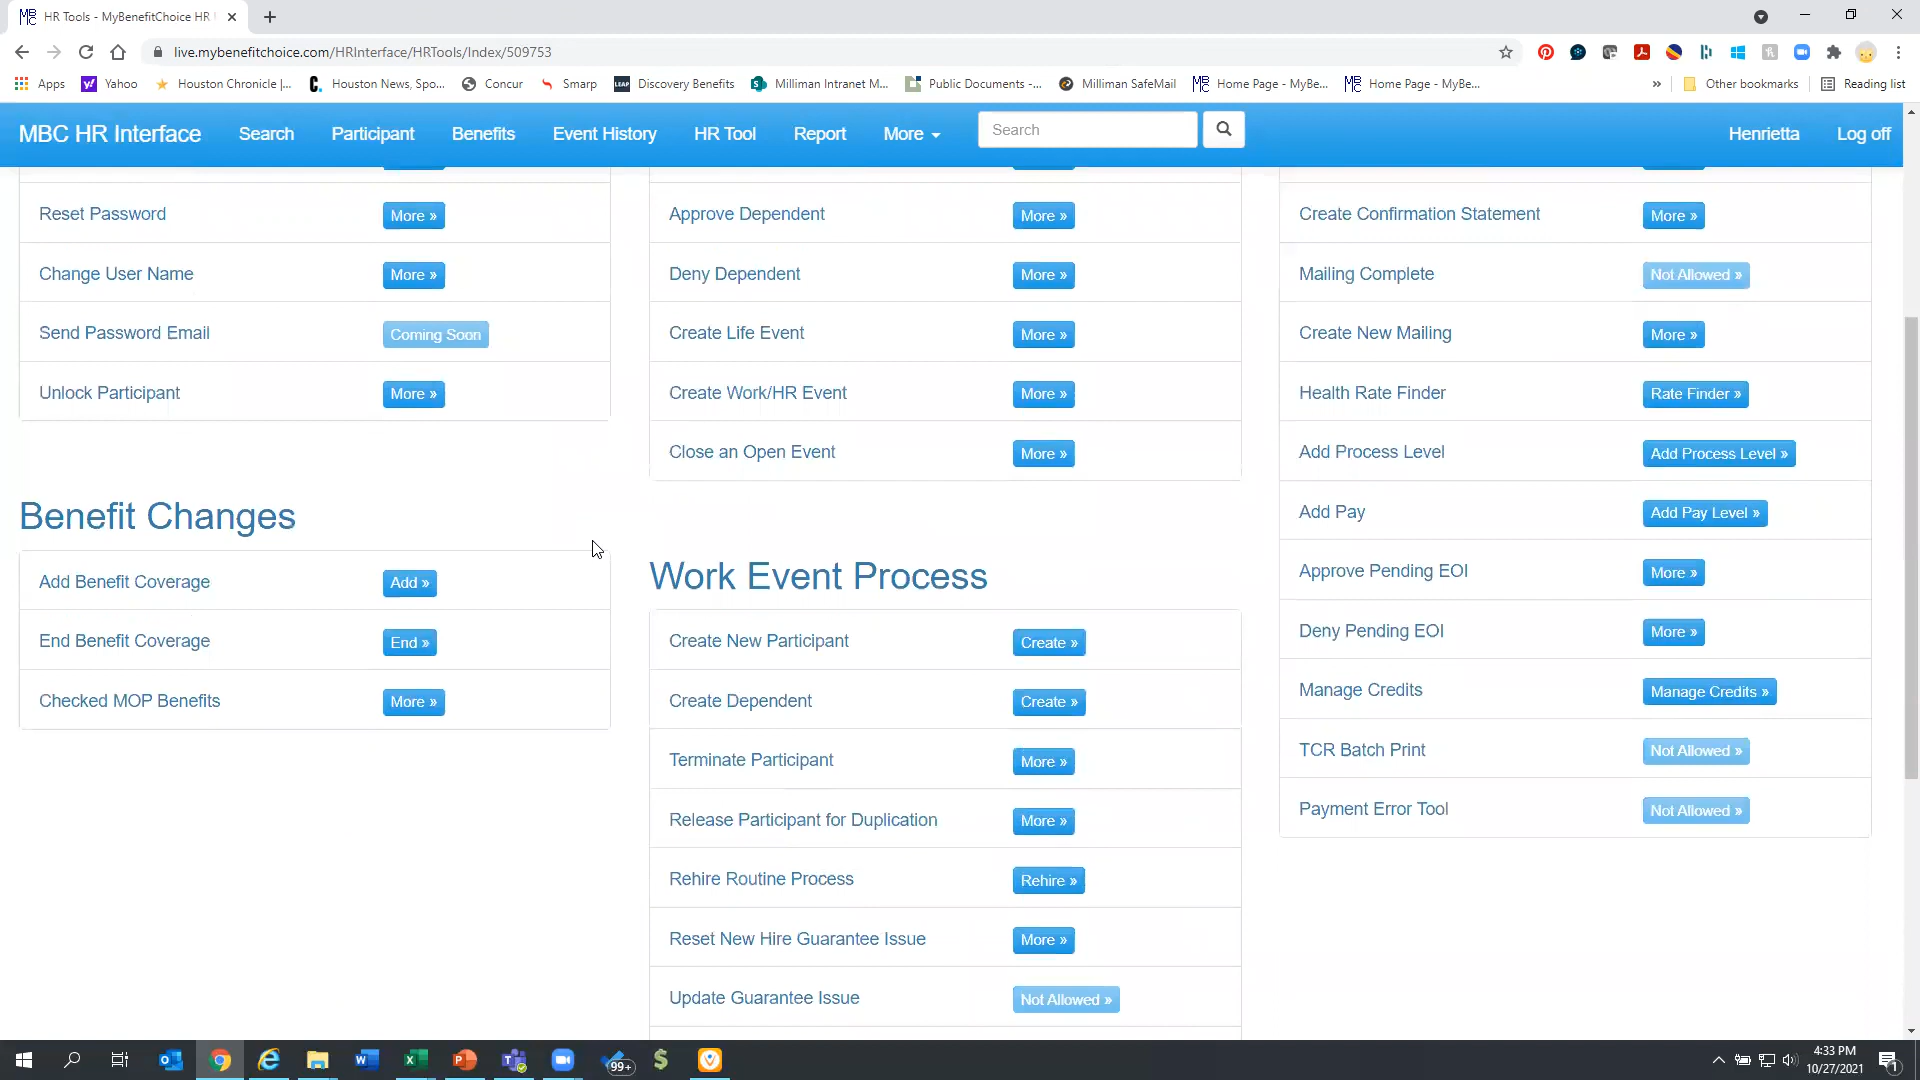 HR Tools - MyBenefitChoice HR
live.mybenefitchoice.com/HRInterface/HRTools/Index/509753
Apps Yahoo Houston Chronicle |... Houston News, Spo... Concur Smarp Discovery Benefits Milliman Intranet M... Public Documents -... Milliman SafeMail Home Page - MyBe... Home Page - MyBe... » Other bookmarks Reading list
MBC HR Interface Search Participant Benefits Event History HR Tool Report More Search Henrietta Log off
Reset Password More »
Change User Name More »
Send Password Email Coming Soon
Unlock Participant More »
Benefit Changes
Add Benefit Coverage Add »
End Benefit Coverage End »
Checked MOP Benefits More »
Approve Dependent More »
Deny Dependent More »
Create Life Event More »
Create Work/HR Event More »
Close an Open Event More »
Work Event Process
Create New Participant Create »
Create Dependent Create »
Terminate Participant More »
Release Participant for Duplication More »
Rehire Routine Process Rehire »
Reset New Hire Guarantee Issue More »
Update Guarantee Issue Not Allowed »
Create Confirmation Statement More »
Mailing Complete Not Allowed »
Create New Mailing More »
Health Rate Finder Rate Finder »
Add Process Level Add Process Level »
Add Pay Add Pay Level »
Approve Pending EOI More »
Deny Pending EOI More »
Manage Credits Manage Credits »
TCR Batch Print Not Allowed »
Payment Error Tool Not Allowed »
99+
4:33 PM
10/27/2021
1